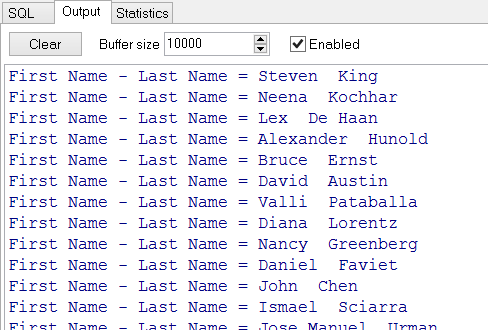 SQL Output Statistics
Clear Buffer size 10000 Enabled
First Name - Last Name = Steven  King
First Name - Last Name = Neena  Kochhar
First Name - Last Name = Lex  De Haan
First Name - Last Name = Alexander  Hunold
First Name - Last Name = Bruce  Ernst
First Name - Last Name = David  Austin
First Name - Last Name = Valli  Pataballa
First Name - Last Name = Diana  Lorentz
First Name - Last Name = Nancy  Greenberg
First Name - Last Name = Daniel  Faviet
First Name - Last Name = John  Chen
First Name - Last Name = Ismael  Sciarra
First Name - Last Name = Jose Manuel  Urman